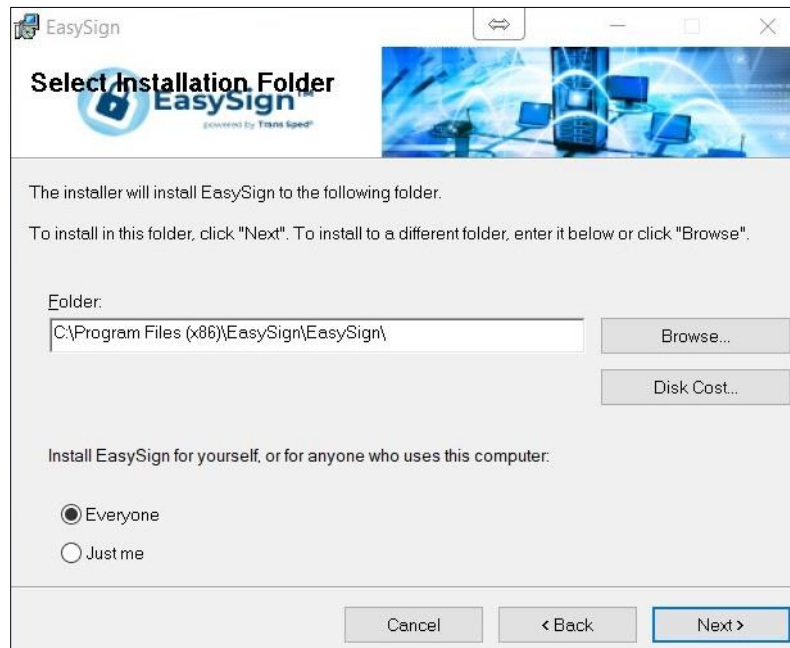 EasySign
Select Installation Folder
EasySign™
powered by Trans Sped®
The installer will install EasySign to the following folder.
To install in this folder, click "Next". To install to a different folder, enter it below or click "Browse".
Folder:
C:\Program Files (x86)\EasySign\EasySign\
Browse...
Disk Cost...
Install EasySign for yourself, or for anyone who uses this computer:
Everyone
Just me
Cancel
< Back
Next >